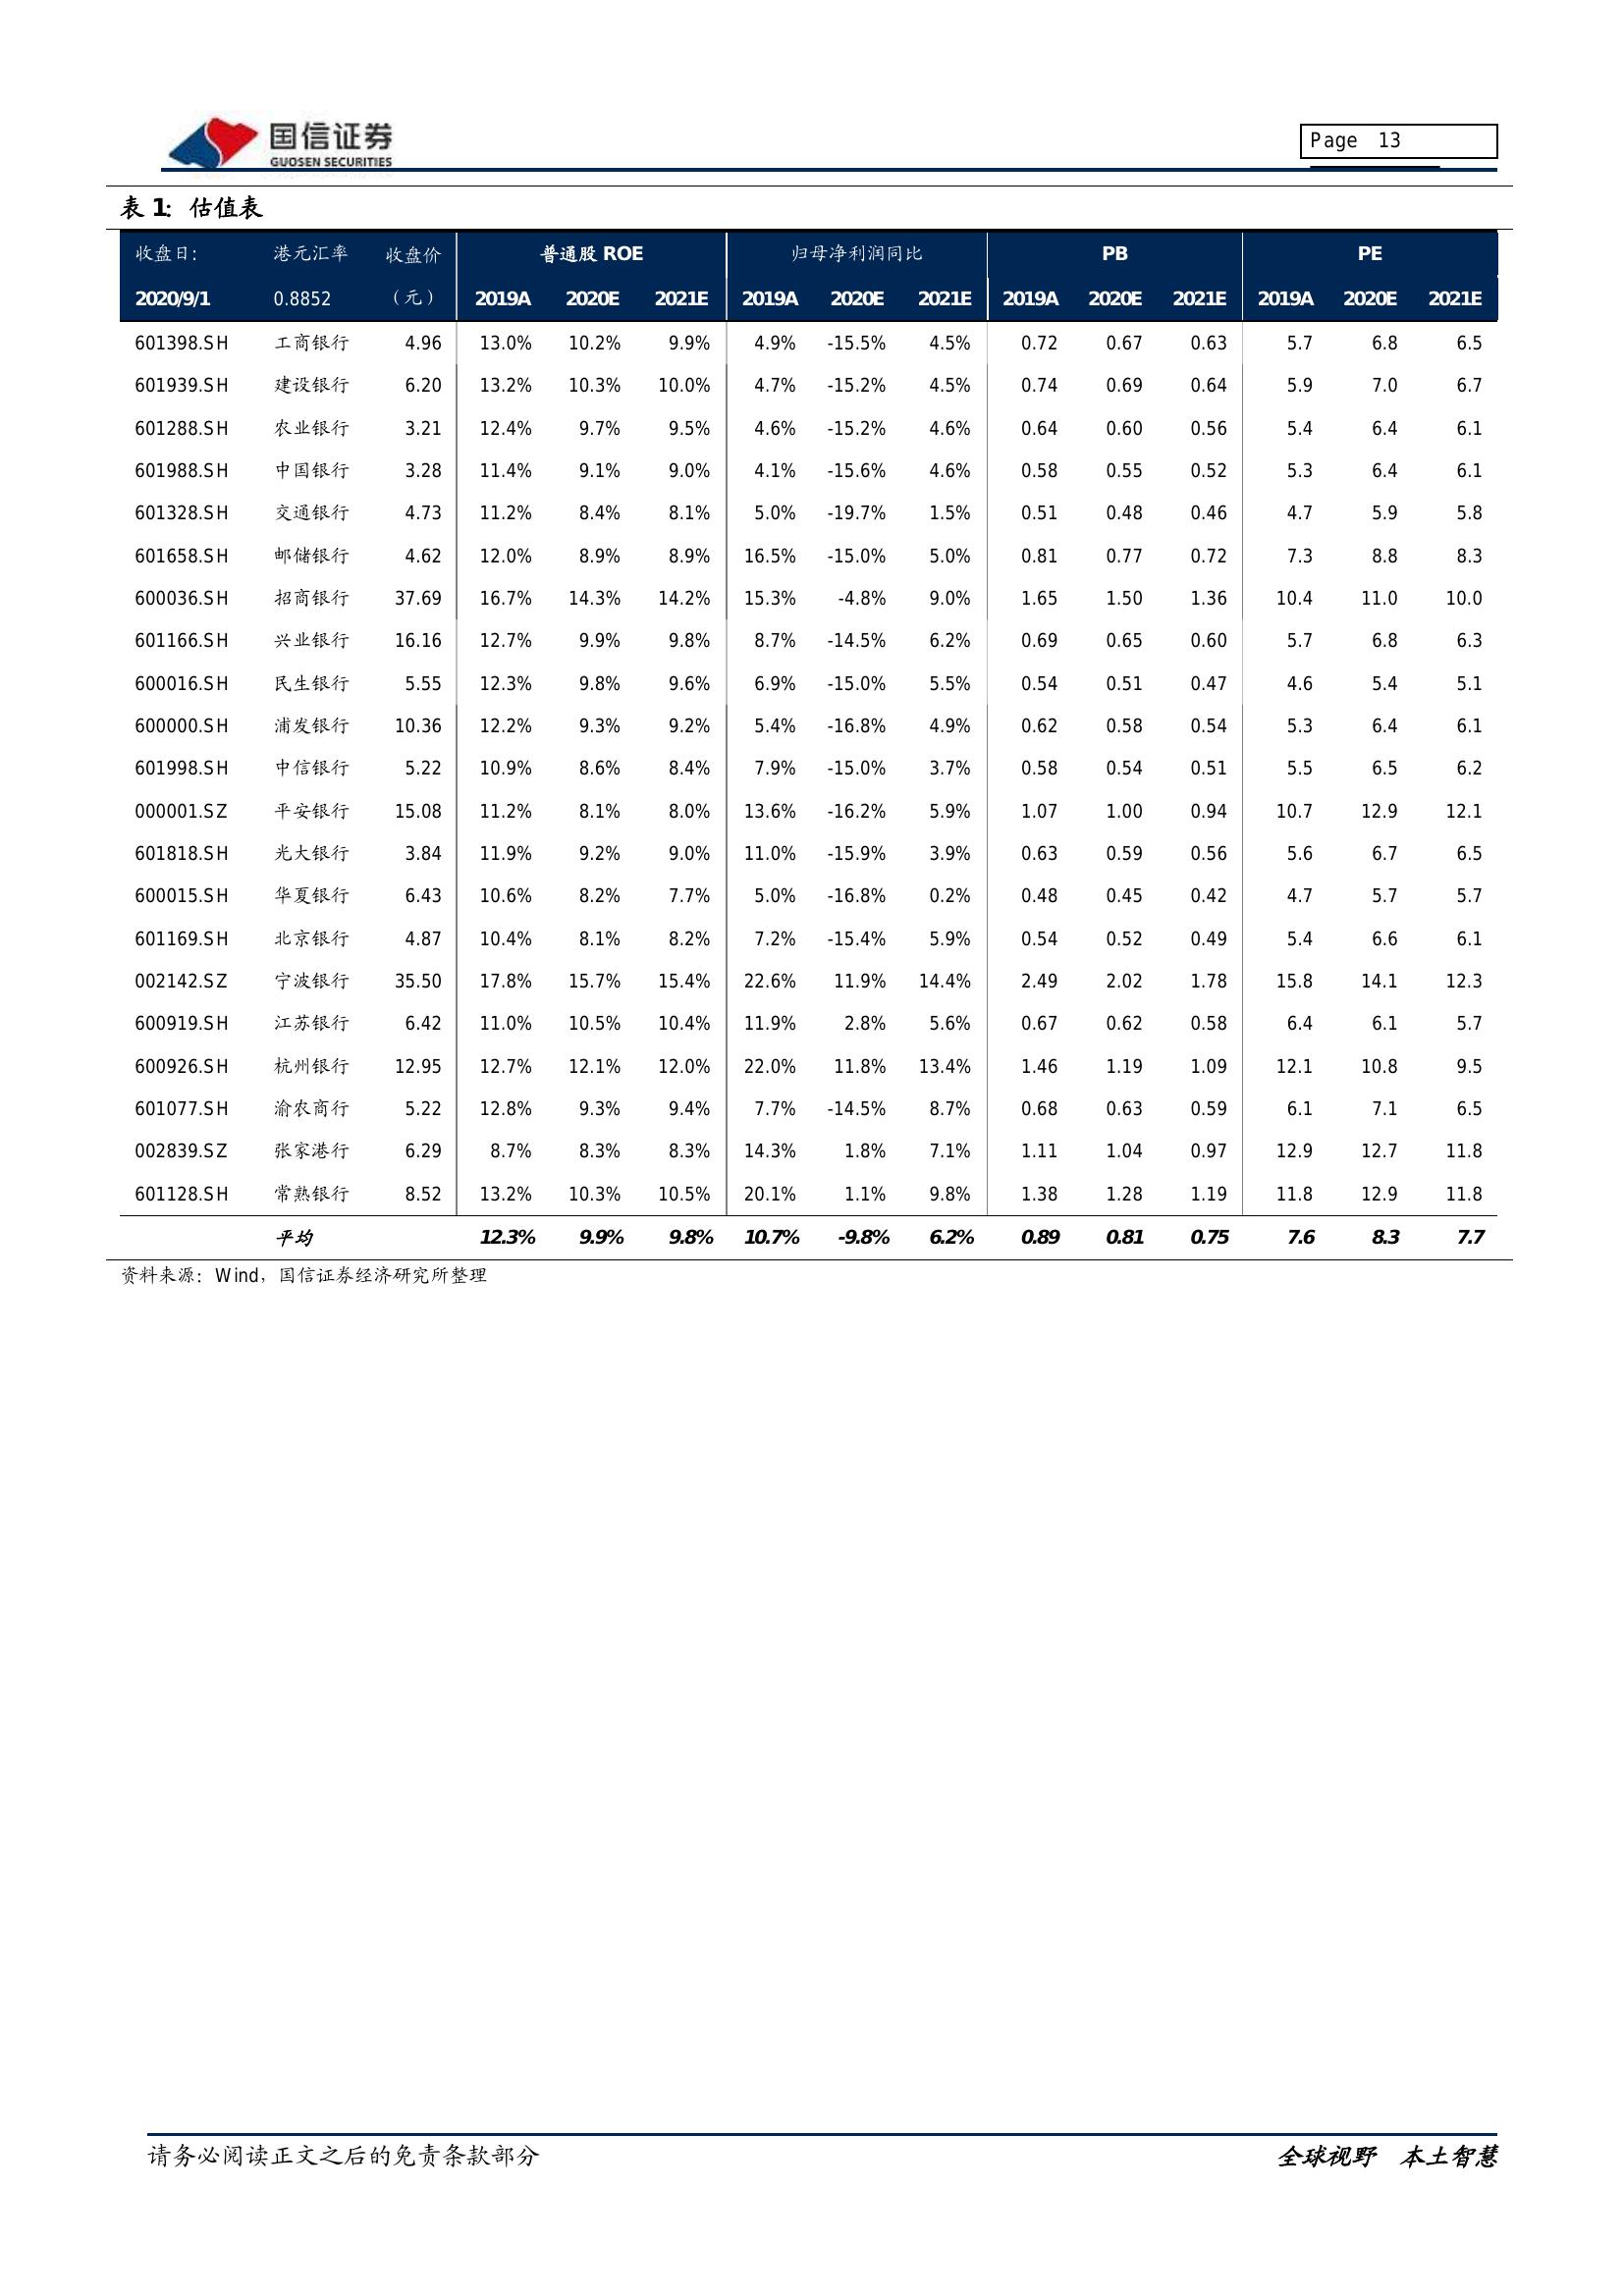 国信证券
GUOSEN SECURITIES
Page 13
表 1：估值表
收盘日： 港元汇率 收盘价 普通股 ROE 归母净利润同比 PB PE
2020/9/1 0.8852 （元） 2019A 2020E 2021E 2019A 2020E 2021E 2019A 2020E 2021E 2019A 2020E 2021E
601398.SH 工商银行 4.96 13.0% 10.2% 9.9% 4.9% -15.5% 4.5% 0.72 0.67 0.63 5.7 6.8 6.5
601939.SH 建设银行 6.20 13.2% 10.3% 10.0% 4.7% -15.2% 4.5% 0.74 0.69 0.64 5.9 7.0 6.7
601288.SH 农业银行 3.21 12.4% 9.7% 9.5% 4.6% -15.2% 4.6% 0.64 0.60 0.56 5.4 6.4 6.1
601988.SH 中国银行 3.28 11.4% 9.1% 9.0% 4.1% -15.6% 4.6% 0.58 0.55 0.52 5.3 6.4 6.1
601328.SH 交通银行 4.73 11.2% 8.4% 8.1% 5.0% -19.7% 1.5% 0.51 0.48 0.46 4.7 5.9 5.8
601658.SH 邮储银行 4.62 12.0% 8.9% 8.9% 16.5% -15.0% 5.0% 0.81 0.77 0.72 7.3 8.8 8.3
600036.SH 招商银行 37.69 16.7% 14.3% 14.2% 15.3% -4.8% 9.0% 1.65 1.50 1.36 10.4 11.0 10.0
601166.SH 兴业银行 16.16 12.7% 9.9% 9.8% 8.7% -14.5% 6.2% 0.69 0.65 0.60 5.7 6.8 6.3
600016.SH 民生银行 5.55 12.3% 9.8% 9.6% 6.9% -15.0% 5.5% 0.54 0.51 0.47 4.6 5.4 5.1
600000.SH 浦发银行 10.36 12.2% 9.3% 9.2% 5.4% -16.8% 4.9% 0.62 0.58 0.54 5.3 6.4 6.1
601998.SH 中信银行 5.22 10.9% 8.6% 8.4% 7.9% -15.0% 3.7% 0.58 0.54 0.51 5.5 6.5 6.2
000001.SZ 平安银行 15.08 11.2% 8.1% 8.0% 13.6% -16.2% 5.9% 1.07 1.00 0.94 10.7 12.9 12.1
601818.SH 光大银行 3.84 11.9% 9.2% 9.0% 11.0% -15.9% 3.9% 0.63 0.59 0.56 5.6 6.7 6.5
600015.SH 华夏银行 6.43 10.6% 8.2% 7.7% 5.0% -16.8% 0.2% 0.48 0.45 0.42 4.7 5.7 5.7
601169.SH 北京银行 4.87 10.4% 8.1% 8.2% 7.2% -15.4% 5.9% 0.54 0.52 0.49 5.4 6.6 6.1
002142.SZ 宁波银行 35.50 17.8% 15.7% 15.4% 22.6% 11.9% 14.4% 2.49 2.02 1.78 15.8 14.1 12.3
600919.SH 江苏银行 6.42 11.0% 10.5% 10.4% 11.9% 2.8% 5.6% 0.67 0.62 0.58 6.4 6.1 5.7
600926.SH 杭州银行 12.95 12.7% 12.1% 12.0% 22.0% 11.8% 13.4% 1.46 1.19 1.09 12.1 10.8 9.5
601077.SH 渝农商行 5.22 12.8% 9.3% 9.4% 7.7% -14.5% 8.7% 0.68 0.63 0.59 6.1 7.1 6.5
002839.SZ 张家港行 6.29 8.7% 8.3% 8.3% 14.3% 1.8% 7.1% 1.11 1.04 0.97 12.9 12.7 11.8
601128.SH 常熟银行 8.52 13.2% 10.3% 10.5% 20.1% 1.1% 9.8% 1.38 1.28 1.19 11.8 12.9 11.8
平均 12.3% 9.9% 9.8% 10.7% -9.8% 6.2% 0.89 0.81 0.75 7.6 8.3 7.7
资料来源：Wind，国信证券经济研究所整理
请务必阅读正文之后的免责条款部分 全球视野 本土智慧